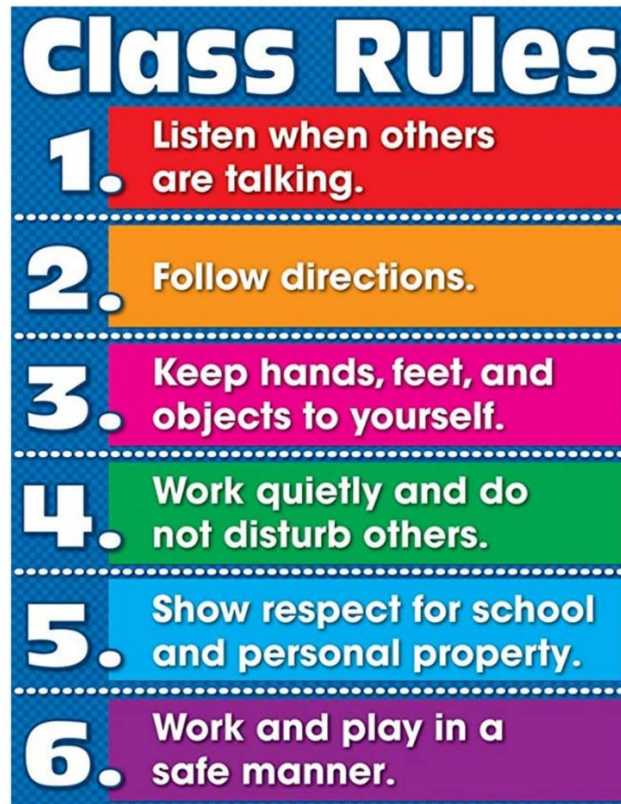 Class Rules
1. Listen when others
are talking.
2. Follow directions.
3. Keep hands, feet, and
objects to yourself.
4. Work quietly and do
not disturb others.
5. Show respect for school
and personal property.
6. Work and play in a
safe manner.